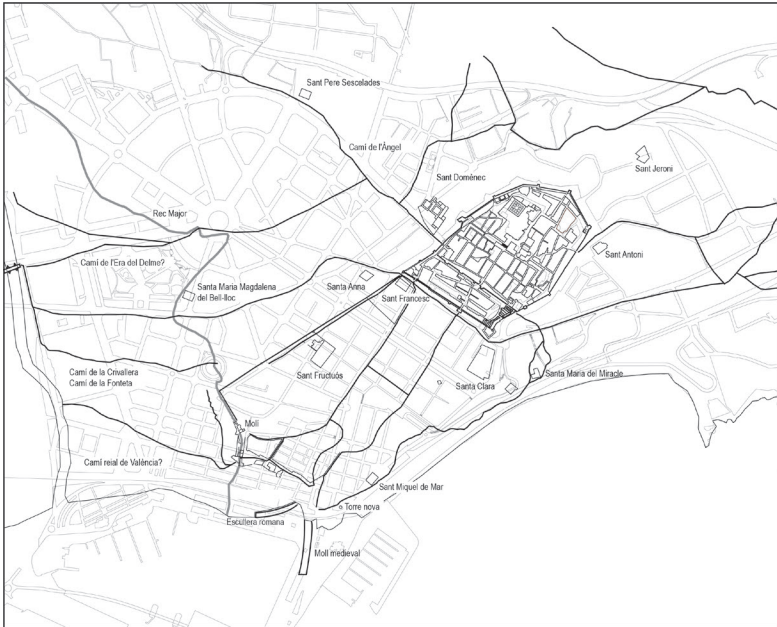 Sant Pere Sescelades
Camí de l'Àngel
Sant Domènec
Sant Jeroni
Rec Major
Sant Antoni
Camí de l'Era del Delme?
Santa Maria Magdalena
del Bell-lloc
Santa Anna
Sant Francesc
Sant Fructuós
Camí de la Crivallera
Camí de la Fonteta
Santa Clara
Santa Maria del Miracle
Molí
Camí reial de València?
Sant Miquel de Mar
Torre nova
Escullera romana
Moll medieval